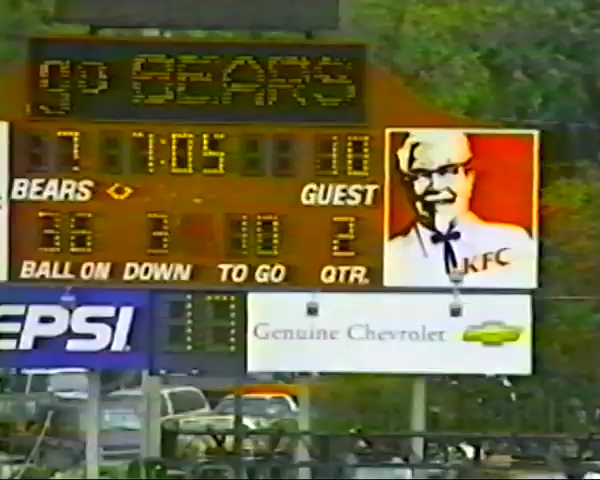 go BEARS
7 7:05 10
BEARS GUEST
36 3 10 2
BALL ON DOWN TO GO QTR.
KFC
EPSI
Genuine Chevrolet